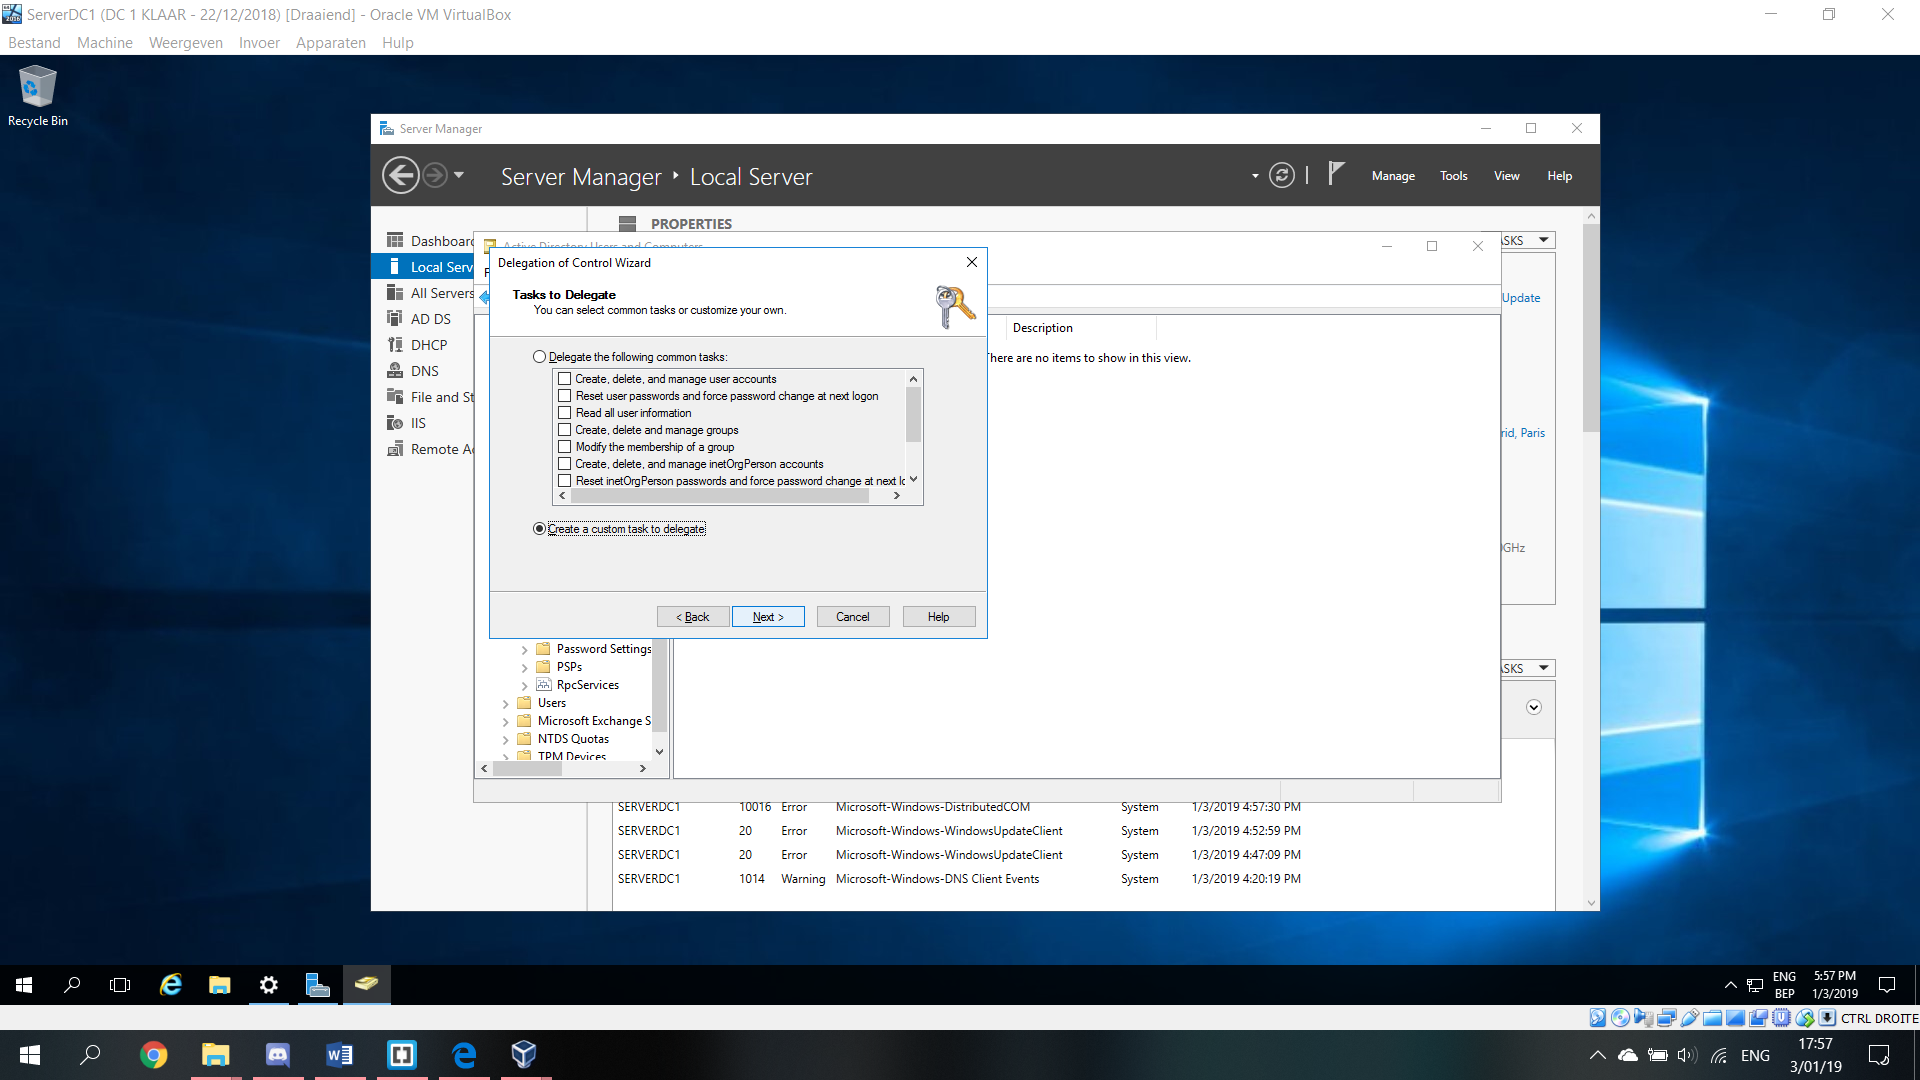 ServerDC1 (DC 1 KLAAR - 22/12/2018) [Draaiend] - Oracle VM VirtualBox
Bestand Machine Weergeven Invoer Apparaten Hulp
Recycle Bin
Server Manager
Server Manager Local Server
Manage Tools View Help
PROPERTIES
Dashboard
Local Serv
All Servers
AD DS
DHCP
DNS
File and St
IIS
Remote Ac
Active Directory Users and Computers
ASKS
Update
rid, Paris
GHz
ASKS
Description
There are no items to show in this view.
Delegation of Control Wizard
Tasks to Delegate
You can select common tasks or customize your own.
Delegate the following common tasks:
Create, delete, and manage user accounts
Reset user passwords and force password change at next logon
Read all user information
Create, delete and manage groups
Modify the membership of a group
Create, delete, and manage inetOrgPerson accounts
Reset inetOrgPerson passwords and force password change at next lo
Create a custom task to delegate
< Back Next > Cancel Help
Password Settings
PSPs
RpcServices
Users
Microsoft Exchange S
NTDS Quotas
TPM Devices
SERVERDC1 10016 Error Microsoft-Windows-DistributedCOM System 1/3/2019 4:57:30 PM
SERVERDC1 20 Error Microsoft-Windows-WindowsUpdateClient System 1/3/2019 4:52:59 PM
SERVERDC1 20 Error Microsoft-Windows-WindowsUpdateClient System 1/3/2019 4:47:09 PM
SERVERDC1 1014 Warning Microsoft-Windows-DNS Client Events System 1/3/2019 4:20:19 PM
ENG
BEP
5:57 PM
1/3/2019
CTRL DROITE
ENG
17:57
3/01/19